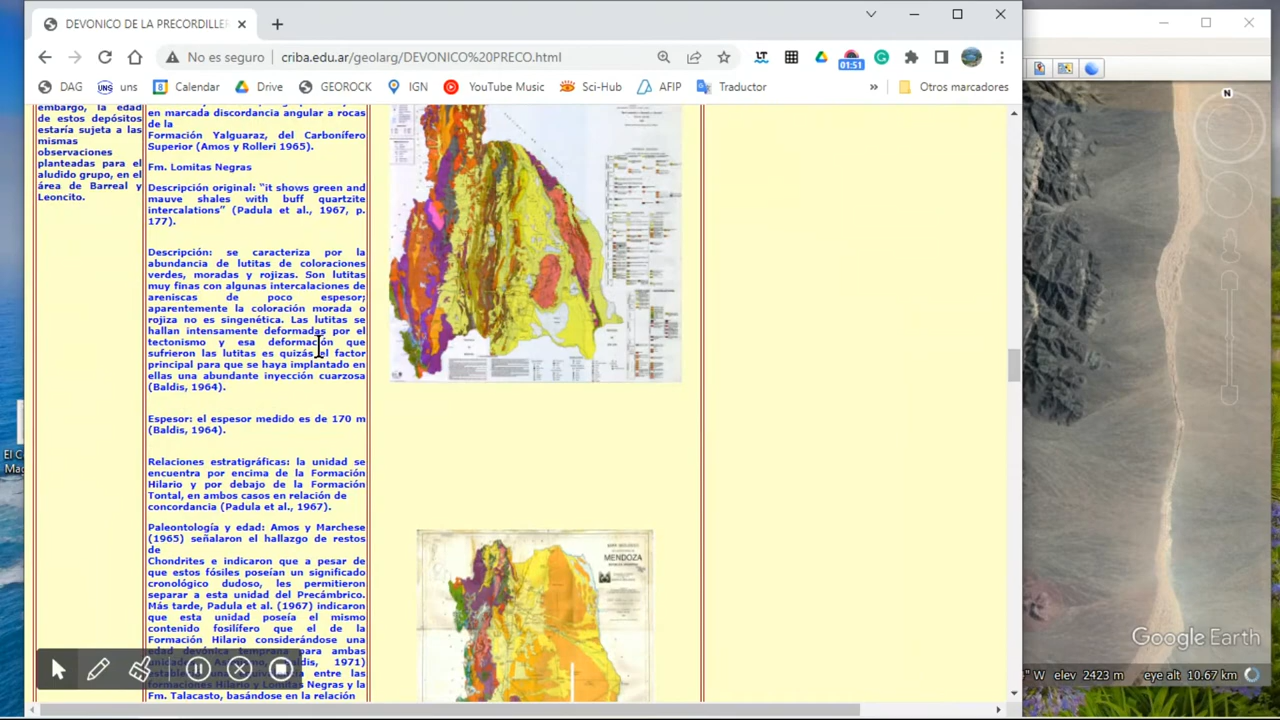 DEVONICO DE LA PRECORDILLER
No es seguro
criba.edu.ar/geolarg/DEVONICO%20PRECO.html
01:51
DAG
uns
Calendar
Drive
GEOROCK
IGN
YouTube Music
Sci-Hub
AFIP
Traductor
»
Otros marcadores
embargo, la edad
de estos depósitos
estaría sujeta a las
mismas
observaciones
planteadas para el
aludido grupo, en el
área de Barreal y
Leoncito.
en marcada discordancia angular a rocas
de la
Formación Yalguaraz, del Carbonífero
Superior (Amos y Rolleri 1965).
Fm. Lomitas Negras
Descripción original: “it shows green and
mauve shales with buff quartzite
intercalations” (Padula et al., 1967, p.
177).
Descripción: se caracteriza por la
abundancia de lutitas de coloraciones
verdes, moradas y rojizas. Son lutitas
muy finas con algunas intercalaciones de
areniscas de poco espesor;
aparentemente la coloración morada o
rojiza no es singenética. Las lutitas se
hallan intensamente deformadas por el
tectonismo y esa deformación que
sufrieron las lutitas es quizás el factor
principal para que se haya implantado en
ellas una abundante inyección cuarzosa
(Baldis, 1964).
Espesor: el espesor medido es de 170 m
(Baldis, 1964).
Relaciones estratigráficas: la unidad se
encuentra por encima de la Formación
Hilario y por debajo de la Formación
Tontal, en ambos casos en relación de
concordancia (Padula et al., 1967).
Paleontología y edad: Amos y Marchese
(1965) señalaron el hallazgo de restos
de
Chondrites e indicaron que a pesar de
que estos fósiles poseían un significado
cronológico dudoso, les permitieron
separar a esta unidad del Precámbrico.
Más tarde, Padula et al. (1967) indicaron
que esta unidad poseía el mismo
contenido fosilífero que el de la
Formación Hilario considerándose una
edad devónica temprana para ambas
1971)
entre las
formaciones Hilario y Lomitas Negras y la
Fm. Talacasto, basándose en la relación
MENDOZA
El C
Mac
N
Google Earth
" W elev 2423 m eye alt 10.67 km